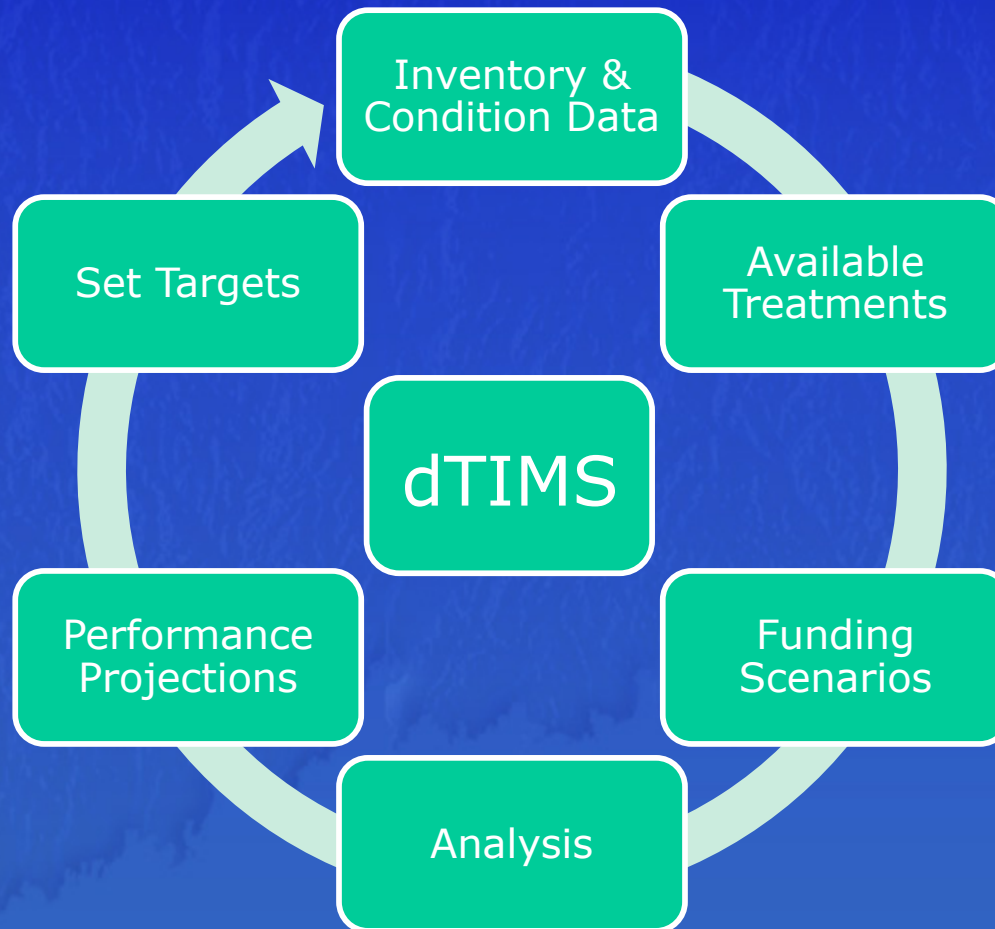 Inventory &
Condition Data
Available
Treatments
Funding
Scenarios
Analysis
Performance
Projections
Set Targets
dTIMS